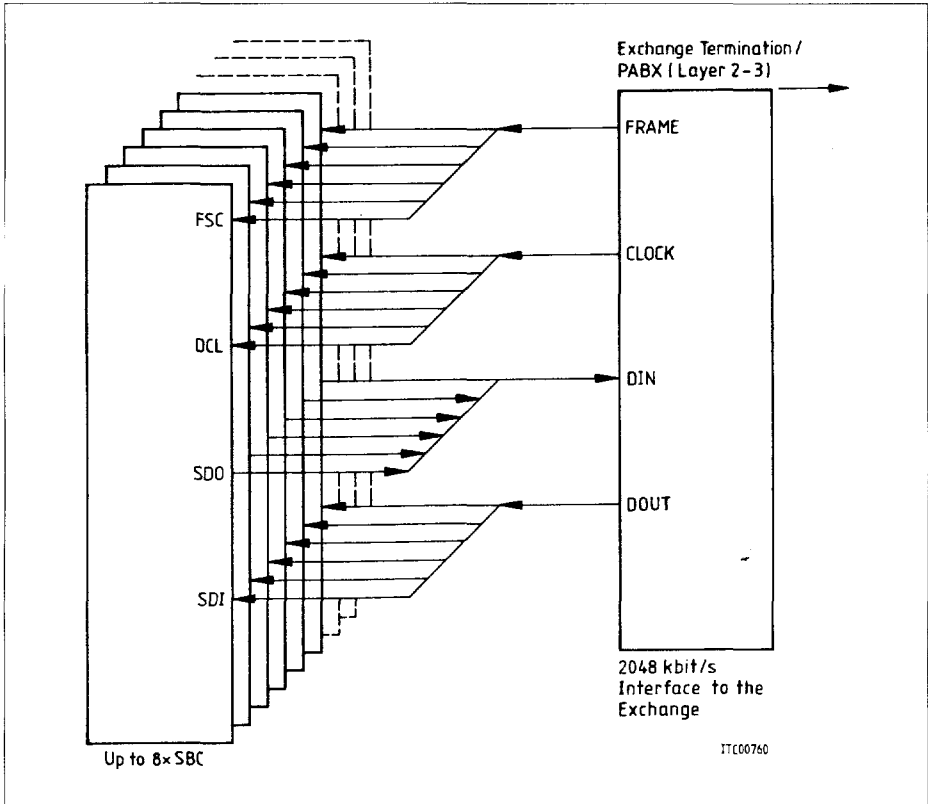 Exchange Termination/
PABX (Layer 2-3)
FRAME
FSC
CLOCK
DCL
DIN
SDO
DOUT
SDI
2048 kbit/s
Interface to the
Exchange
Up to 8x SBC
ITC00760